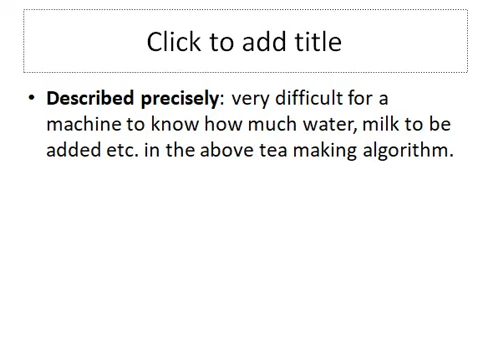 Click to add title
• Described precisely: very difficult for a
machine to know how much water, milk to be
added etc. in the above tea making algorithm.